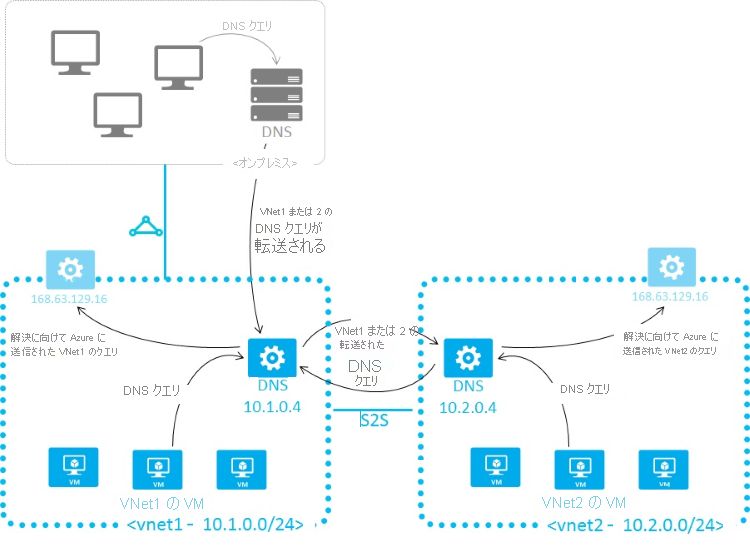 DNS クエリ
DNS
<オンプレミス>
VNet1 または 2 の
DNS クエリが
転送される
168.63.129.16
168.63.129.16
解決に向けて Azure に
送信された VNet1 のクエリ
VNet1 または 2 の
転送された
DNS
クエリ
解決に向けて Azure に
送信された VNet2 のクエリ
DNS クエリ
DNS
10.1.0.4
DNS
10.2.0.4
DNS クエリ
S2S
VM
VM
VM
VM
VM
VM
VNet1 の VM
VNet2 の VM
<vnet1 - 10.1.0.0/24>
<vnet2 - 10.2.0.0/24>